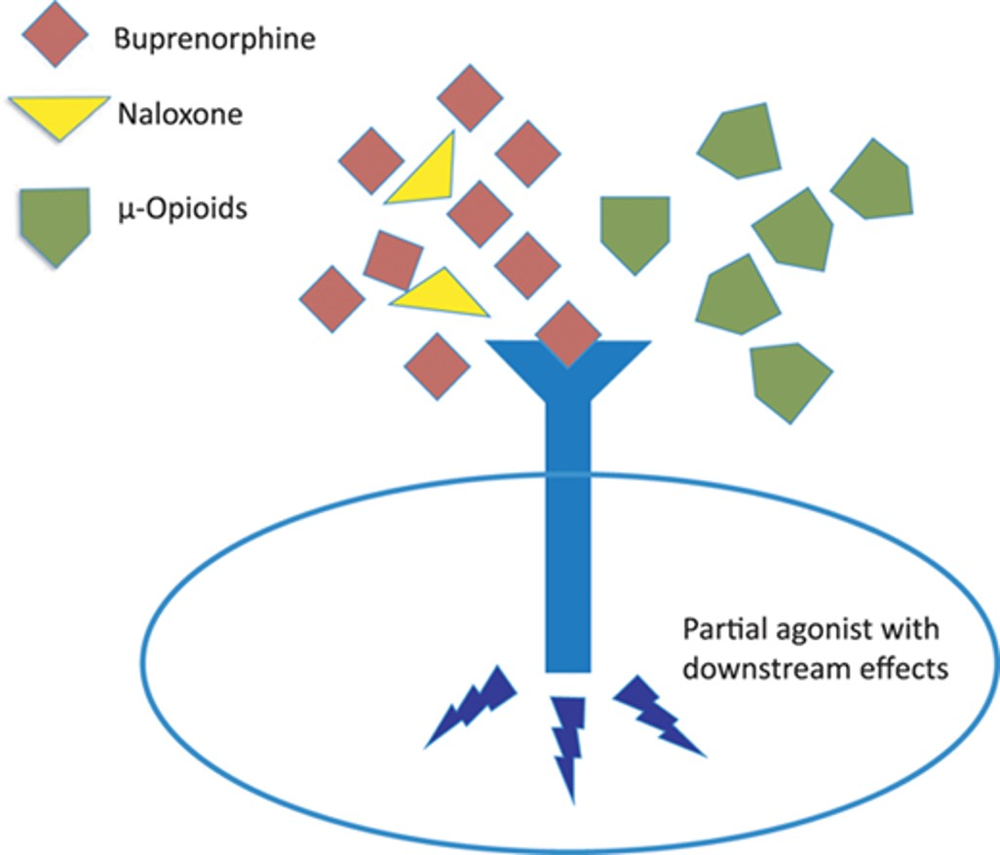 Buprenorphine
Naloxone
μ-Opioids
Partial agonist with
downstream effects